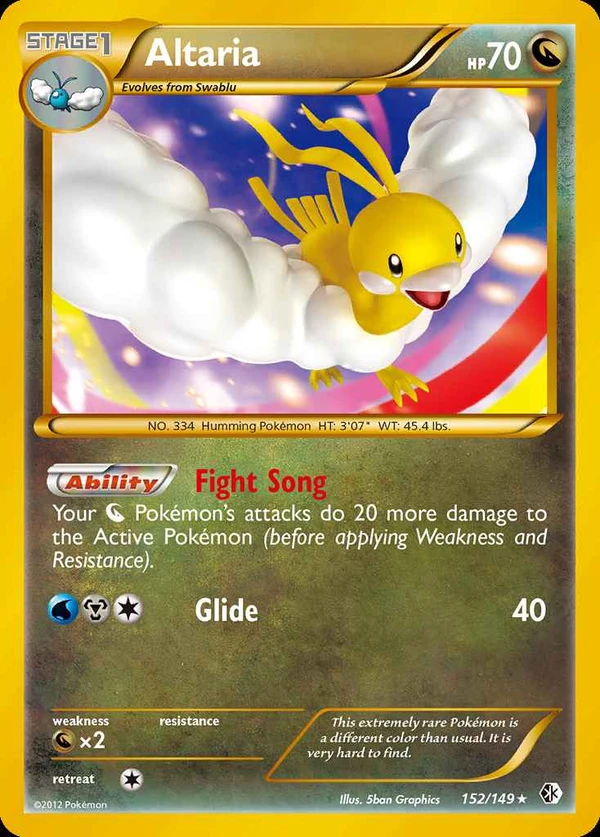 STAGE1
Altaria
HP70
Evolves from Swablu
NO. 334 Humming Pokémon HT: 3'07" WT: 45.4 lbs.
Ability Fight Song
Your Pokémon's attacks do 20 more damage to
the Active Pokémon (before applying Weakness and
Resistance).
Glide 40
weakness resistance
×2
This extremely rare Pokémon is
a different color than usual. It is
very hard to find.
retreat
©2012 Pokémon
Illus. 5ban Graphics 152/149 ★